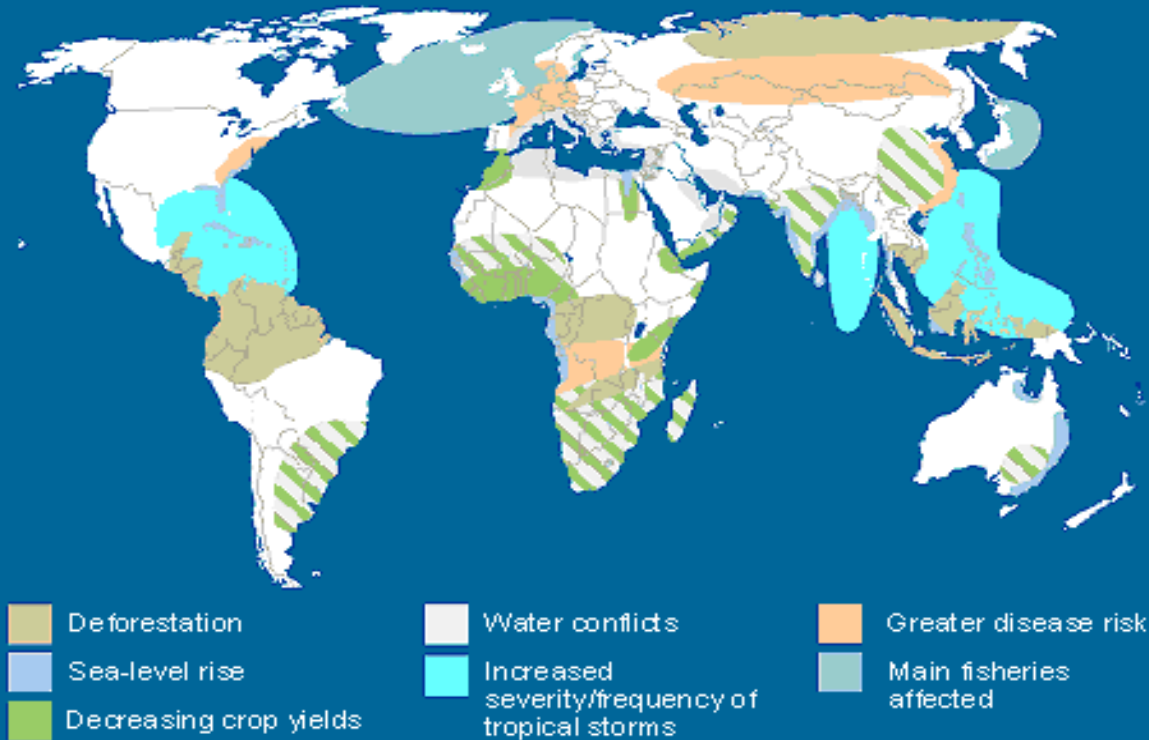 Deforestation
Sea-level rise
Decreasing crop yields
Water conflicts
Increased
severity/frequency of
tropical storms
Greater disease risk
Main fisheries
affected